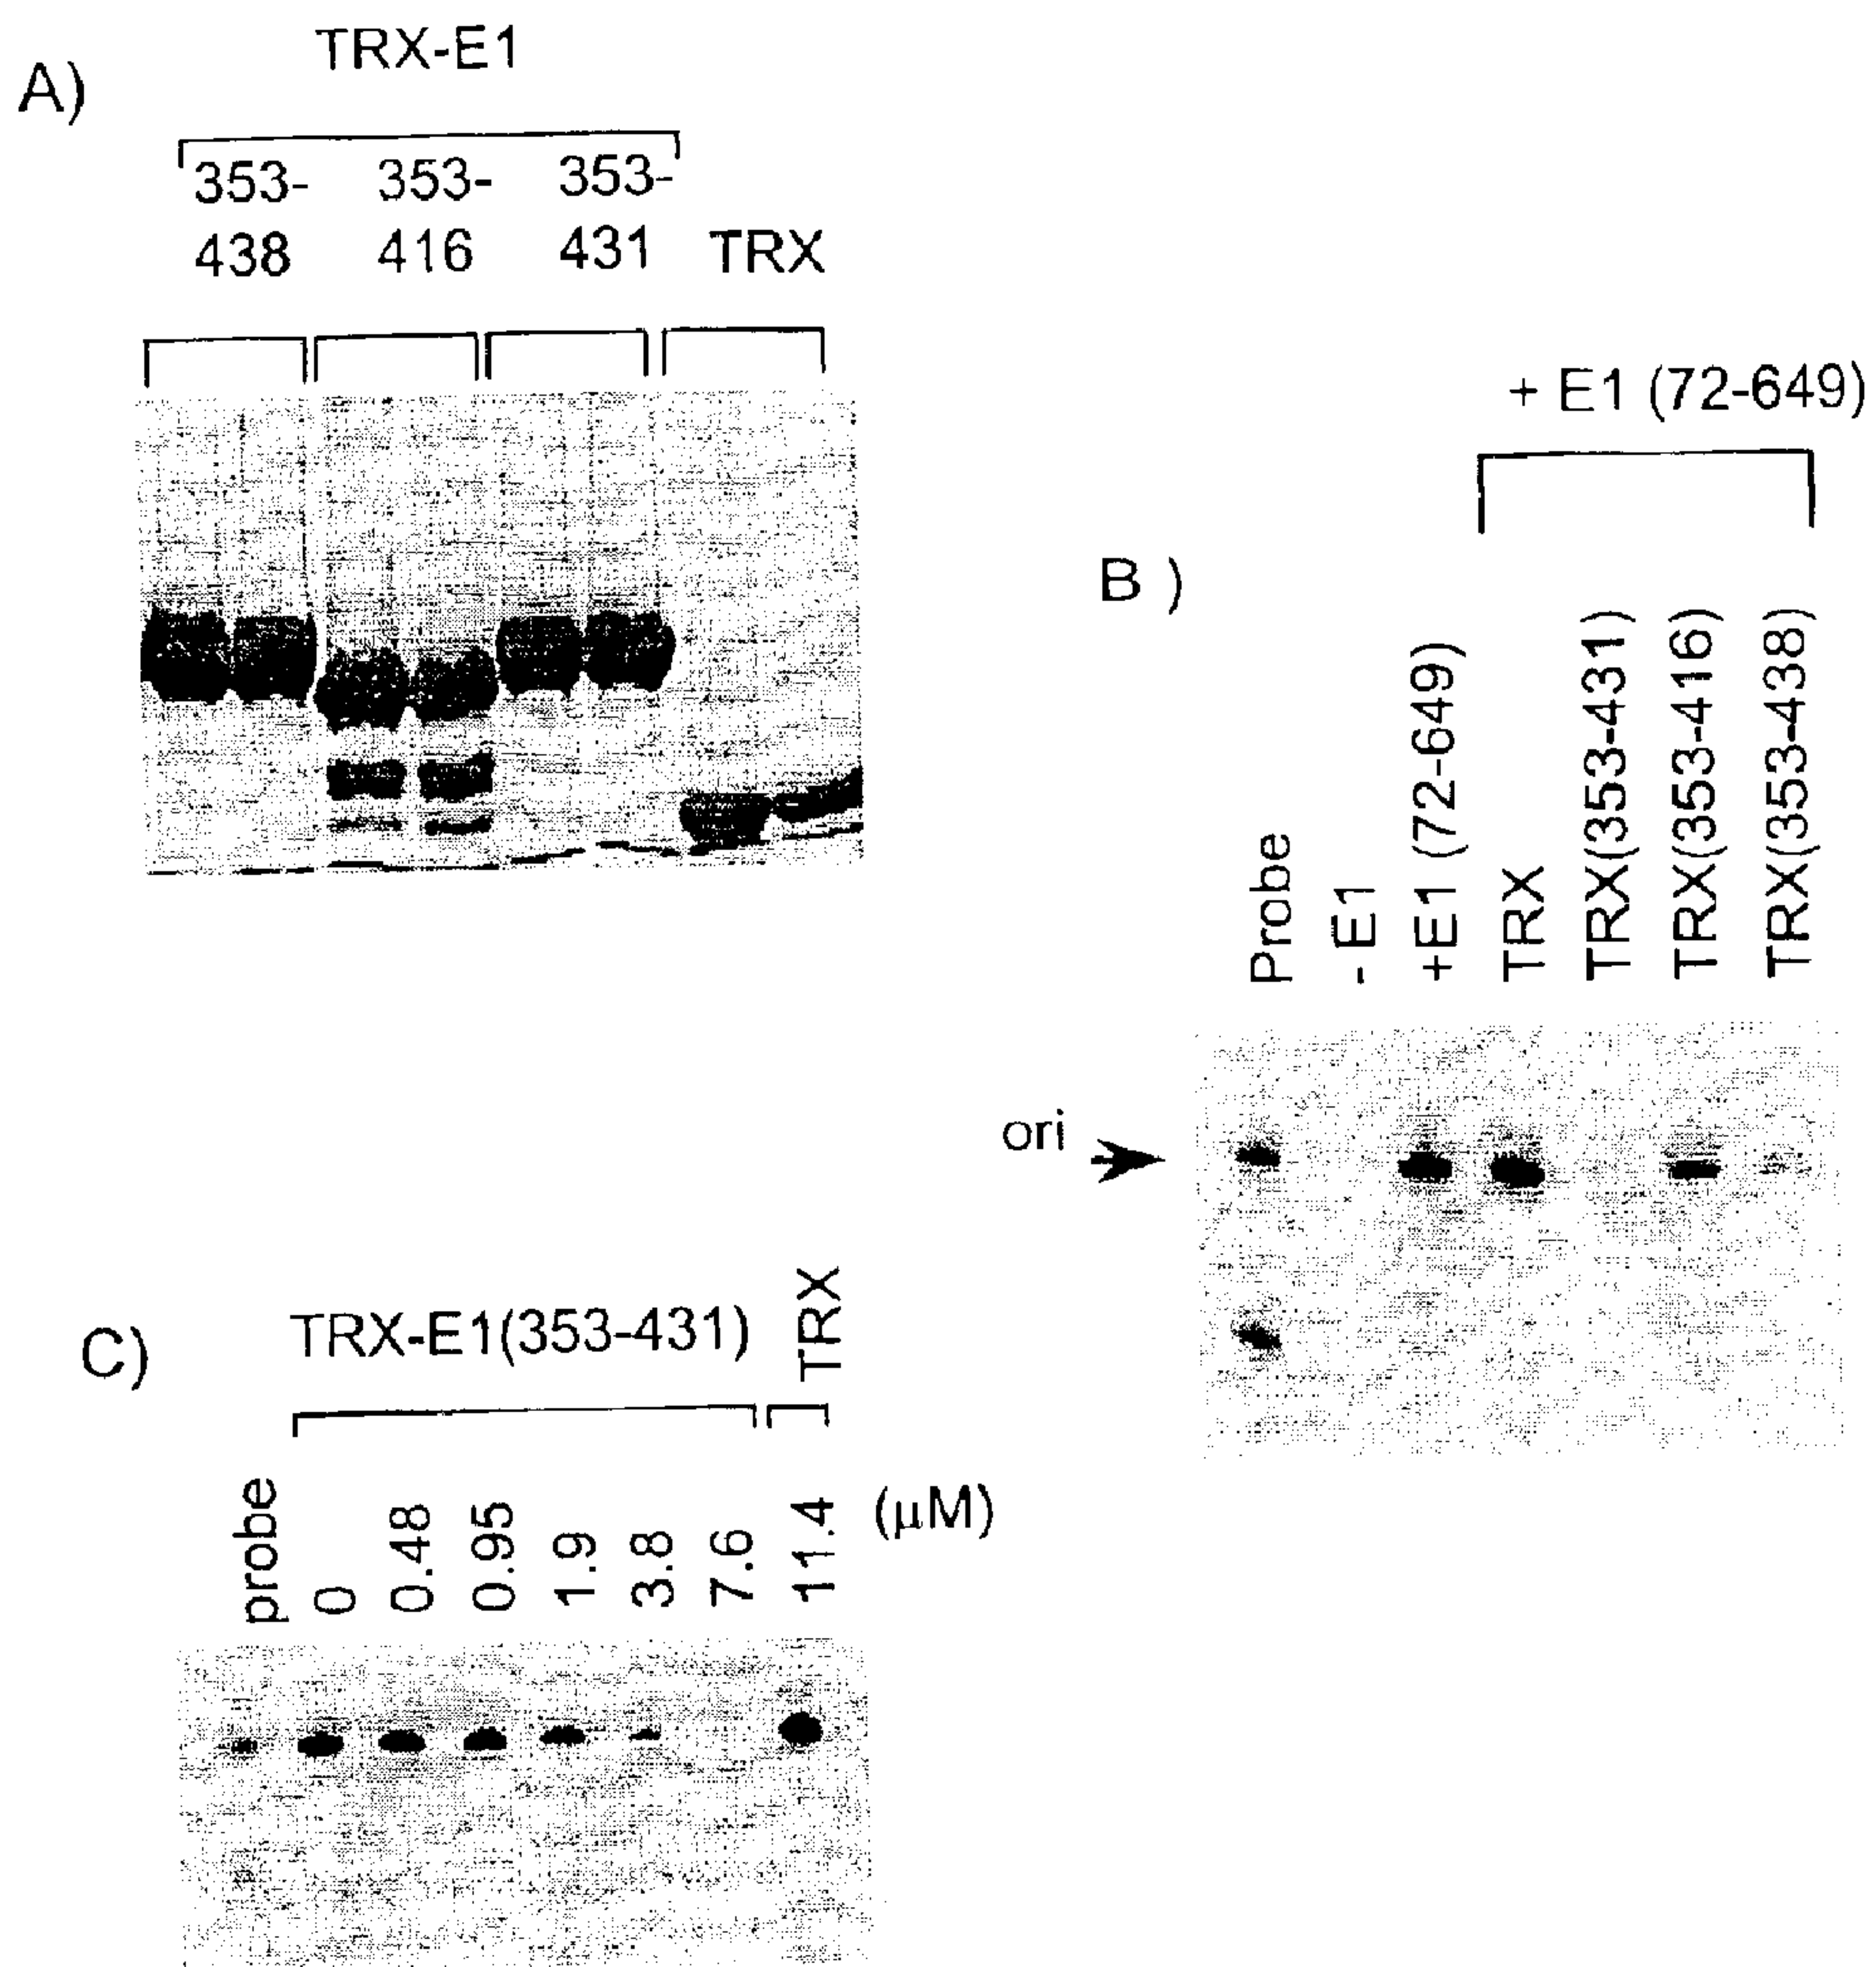 A)
TRX-E1
353-
438
353-
416
353-
431
TRX
B )
+ E1 (72-649)
Probe
- E1
+E1 (72-649)
TRX
TRX(353-431)
TRX(353-416)
TRX(353-438)
ori
C)
TRX-E1(353-431)
TRX
probe
0
0.48
0.95
1.9
3.8
7.6
11.4
(μM)